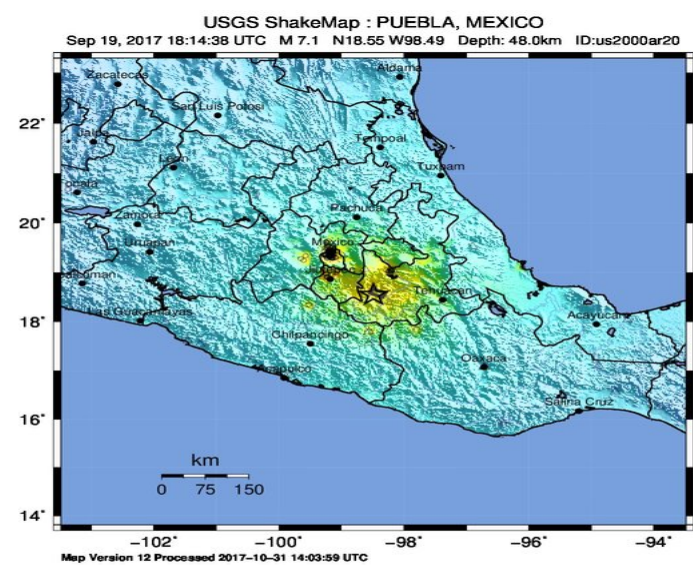 USGS ShakeMap : PUEBLA, MEXICO
Sep 19, 2017 18:14:38 UTC M 7.1 N18.55 W98.49 Depth: 48.0km ID:us2000ar20
Aldama
Zacatecas
San Luis Potosi
22°
Jalpa
Tempoal
Leon
Tuxpam
Pachuca
20°
Zamora
Mexico
Uruapan
Tehuacan
Las Guacamayas
Acayucan
18°
Chilpancingo
Oaxaca
Acapulco
Salina Cruz
16°
km
0 75 150
14°
−102° −100° −98° −96° −94°
Map Version 12 Processed 2017−10−31 14:03:59 UTC